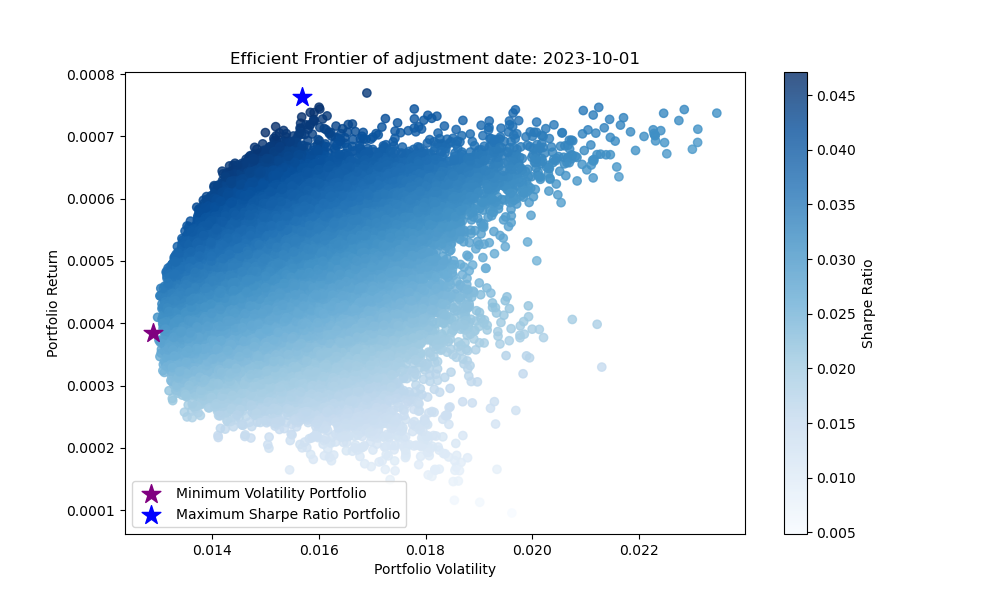 Efficient Frontier of adjustment date: 2023-10-01
0.0008
0.0007
0.0006
0.0005
0.0004
0.0003
0.0002
0.0001
Portfolio Return
Minimum Volatility Portfolio
Maximum Sharpe Ratio Portfolio
0.014 0.016 0.018 0.020 0.022
Portfolio Volatility
0.045
0.040
0.035
0.030
0.025
0.020
0.015
0.010
0.005
Sharpe Ratio